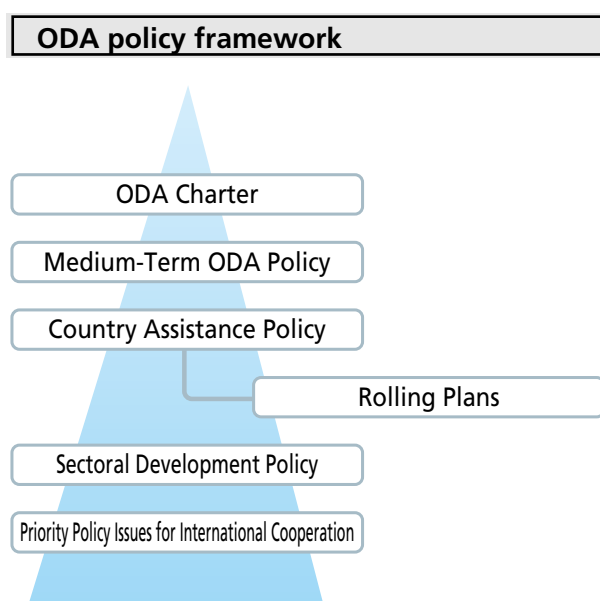 ODA policy framework
ODA Charter
Medium-Term ODA Policy
Country Assistance Policy
Rolling Plans
Sectoral Development Policy
Priority Policy Issues for International Cooperation